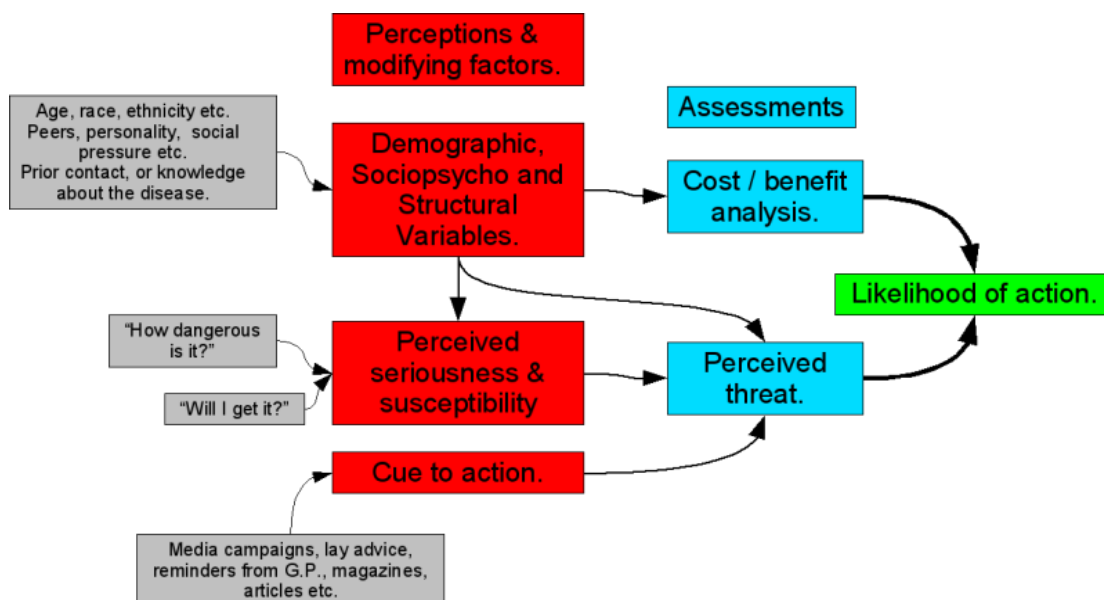 Perceptions &
modifying factors.
Assessments
Age, race, ethnicity etc.
Peers, personality, social
pressure etc.
Prior contact, or knowledge
about the disease.
Demographic,
Sociopsycho and
Structural
Variables.
Cost / benefit
analysis.
Likelihood of action.
“How dangerous
is it?”
“Will I get it?”
Perceived
seriousness &
susceptibility
Perceived
threat.
Cue to action.
Media campaigns, lay advice,
reminders from G.P., magazines,
articles etc.